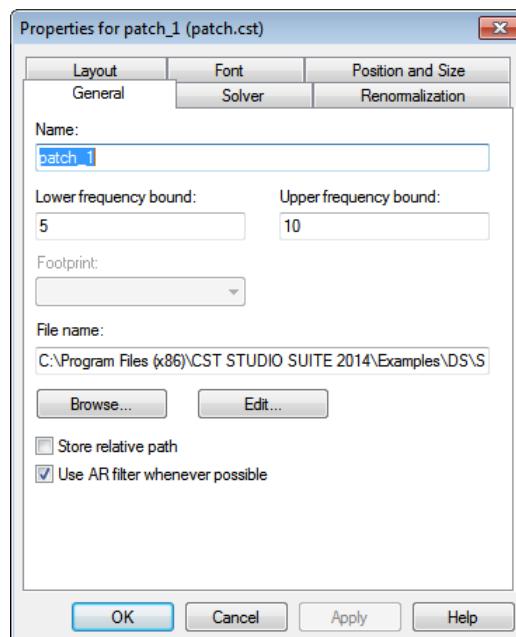 Properties for patch_1 (patch.cst)
Layout Font Position and Size
General Solver Renormalization
Name:
patch_1
Lower frequency bound: Upper frequency bound:
5 10
Footprint:
File name:
C:\Program Files (x86)\CST STUDIO SUITE 2014\Examples\DS\S
Browse... Edit...
Store relative path
Use AR filter whenever possible
OK Cancel Apply Help